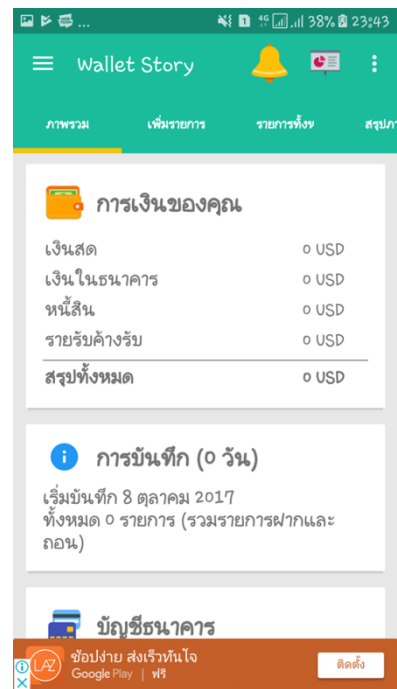 ... 4G 38% 23:43
Wallet Story
ภาพรวม เพิ่มรายการ รายการทั้งห สรุปภา
การเงินของคุณ
เงินสด 0 USD
เงินในธนาคาร 0 USD
หนี้สิน 0 USD
รายรับค้างรับ 0 USD
สรุปทั้งหมด 0 USD
การบันทึก (0 วัน)
เริ่มบันทึก 8 ตุลาคม 2017
ทั้งหมด 0 รายการ (รวมรายการฝากและ
ถอน)
บัญชีธนาคาร
LAZ
ช้อปง่าย ส่งเร็วทันใจ
Google Play | ฟรี
ติดตั้ง